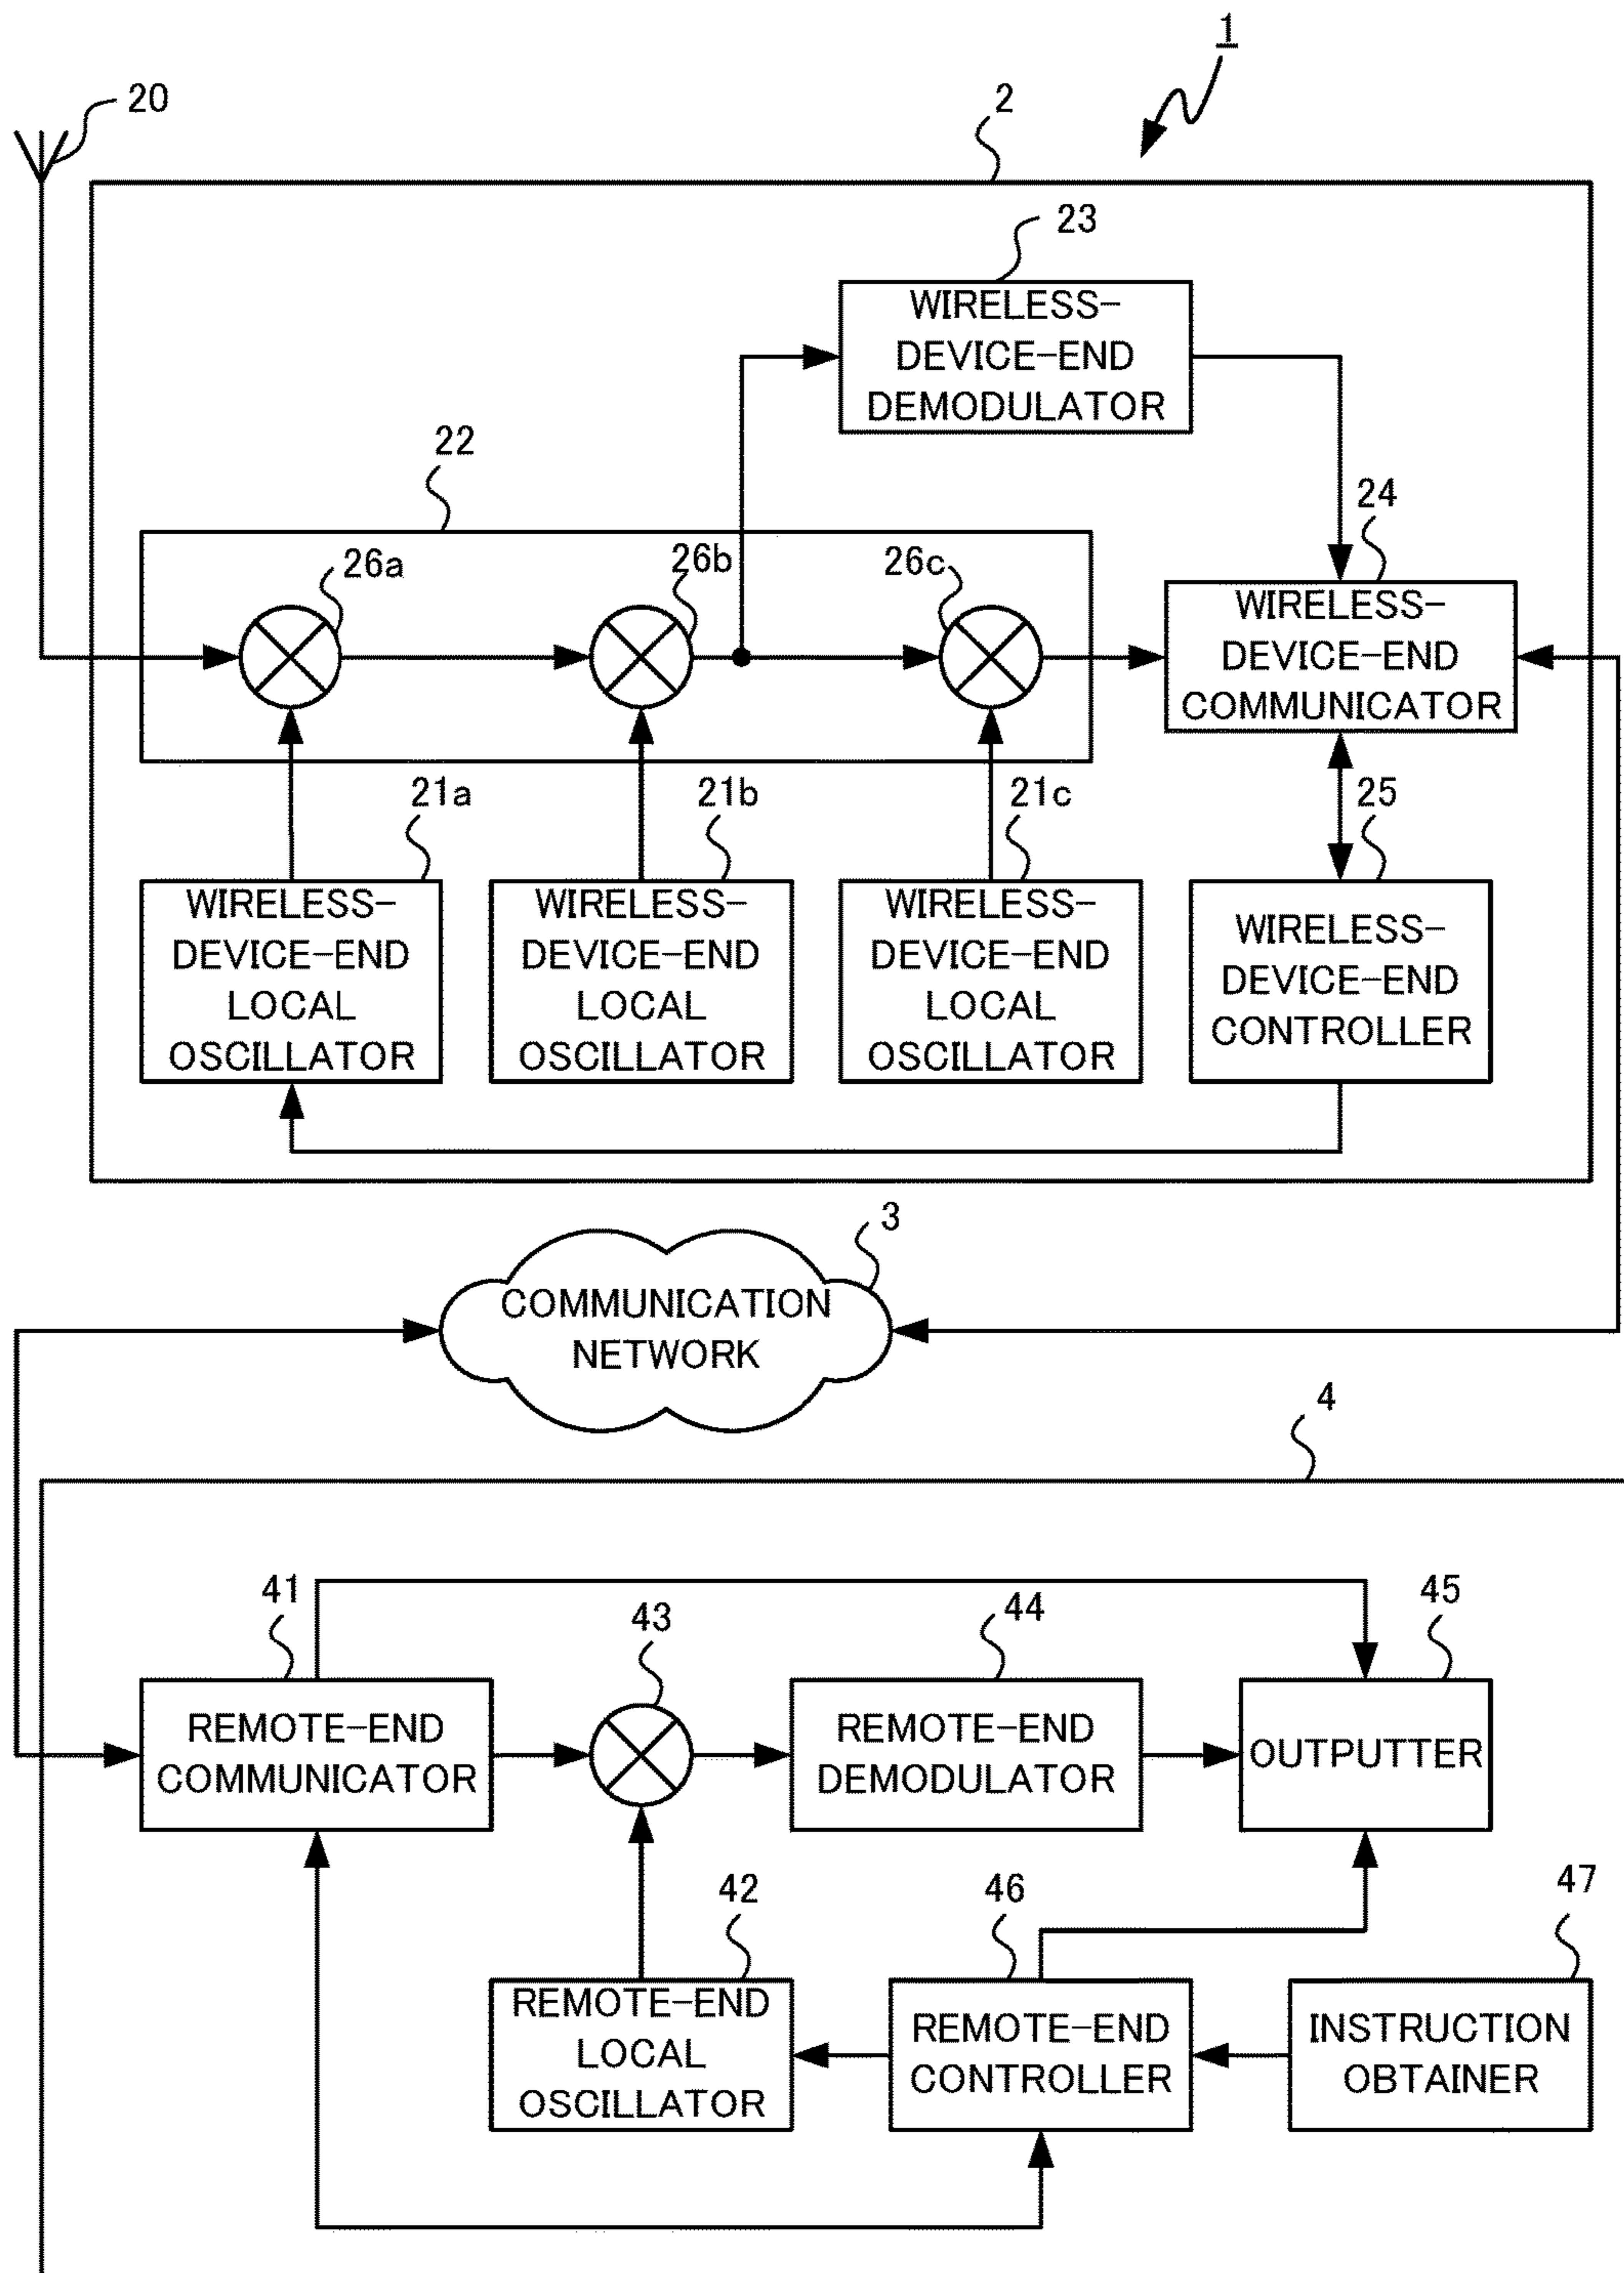 1
20
2
23
WIRELESS-
DEVICE-END
DEMODULATOR
22
24
26a
26b
26c
WIRELESS-
DEVICE-END
COMMUNICATOR
21a
21b
21c
25
WIRELESS-
DEVICE-END
LOCAL
OSCILLATOR
WIRELESS-
DEVICE-END
LOCAL
OSCILLATOR
WIRELESS-
DEVICE-END
LOCAL
OSCILLATOR
WIRELESS-
DEVICE-END
CONTROLLER
3
COMMUNICATION
NETWORK
4
41
43
44
45
REMOTE-END
COMMUNICATOR
REMOTE-END
DEMODULATOR
OUTPUTTER
42
46
47
REMOTE-END
LOCAL
OSCILLATOR
REMOTE-END
CONTROLLER
INSTRUCTION
OBTAINER